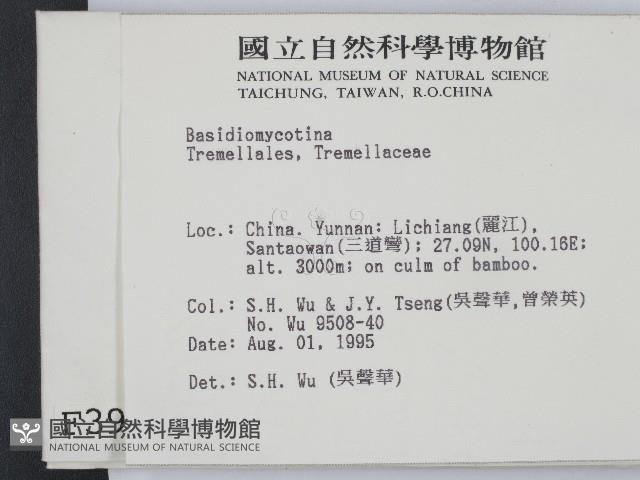 國立自然科學博物館
NATIONAL MUSEUM OF NATURAL SCIENCE
TAICHUNG, TAIWAN, R.O.CHINA
Basidiomycotina
Tremellales, Tremellaceae
Loc.: China. Yunnan: Lichiang(麗江),
Santaowan(三道彎); 27.09N, 100.16E;
alt. 3000m; on culm of bamboo.
Col.: S.H. Wu & J.Y. Tseng(吳聲華,曾榮英)
No. Wu 9508-40
Date: Aug. 01, 1995
Det.: S.H. Wu (吳聲華)
F39
國立自然科學博物館
NATIONAL MUSEUM OF NATURAL SCIENCE